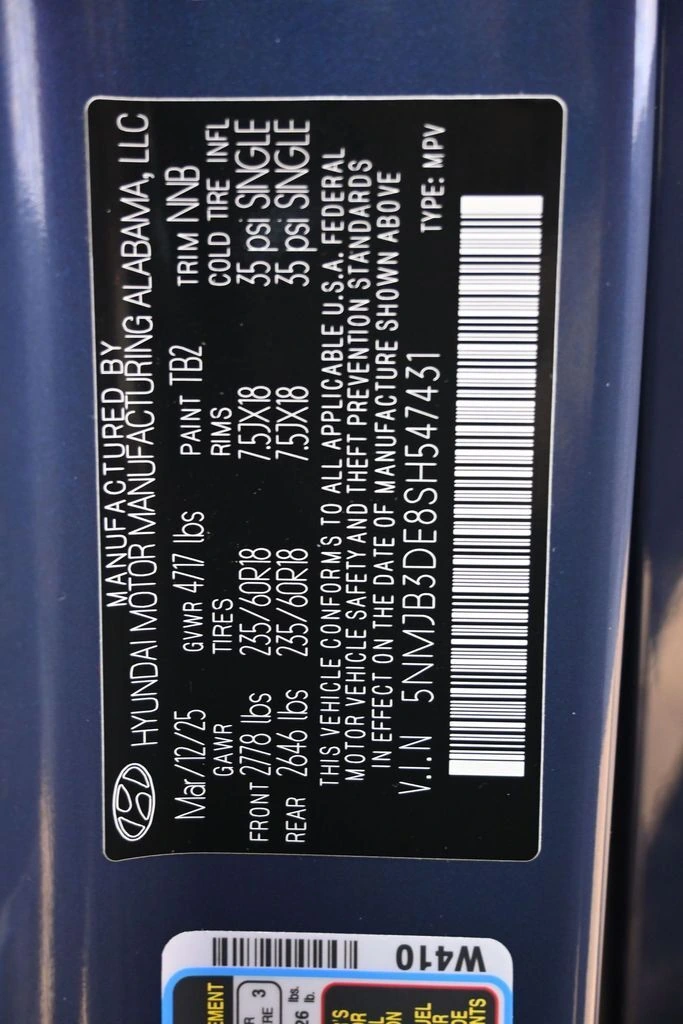 MANUFACTURED BY
HYUNDAI MOTOR MANUFACTURING ALABAMA, LLC
Mar/12/25 GVWR 4717 lbs PAINT TB2 TRIM NNB
GAWR TIRES RIMS COLD TIRE INFL
FRONT 2778 lbs 235/60R18 7.5JX18 35 psi SINGLE
REAR 2646 lbs 235/60R18 7.5JX18 35 psi SINGLE
THIS VEHICLE CONFORMS TO ALL APPLICABLE U.S.A. FEDERAL
MOTOR VEHICLE SAFETY AND THEFT PREVENTION STANDARDS
IN EFFECT ON THE DATE OF MANUFACTURE SHOWN ABOVE
V.I.N 5NMJB3DE8SH547431 TYPE: MPV
W410